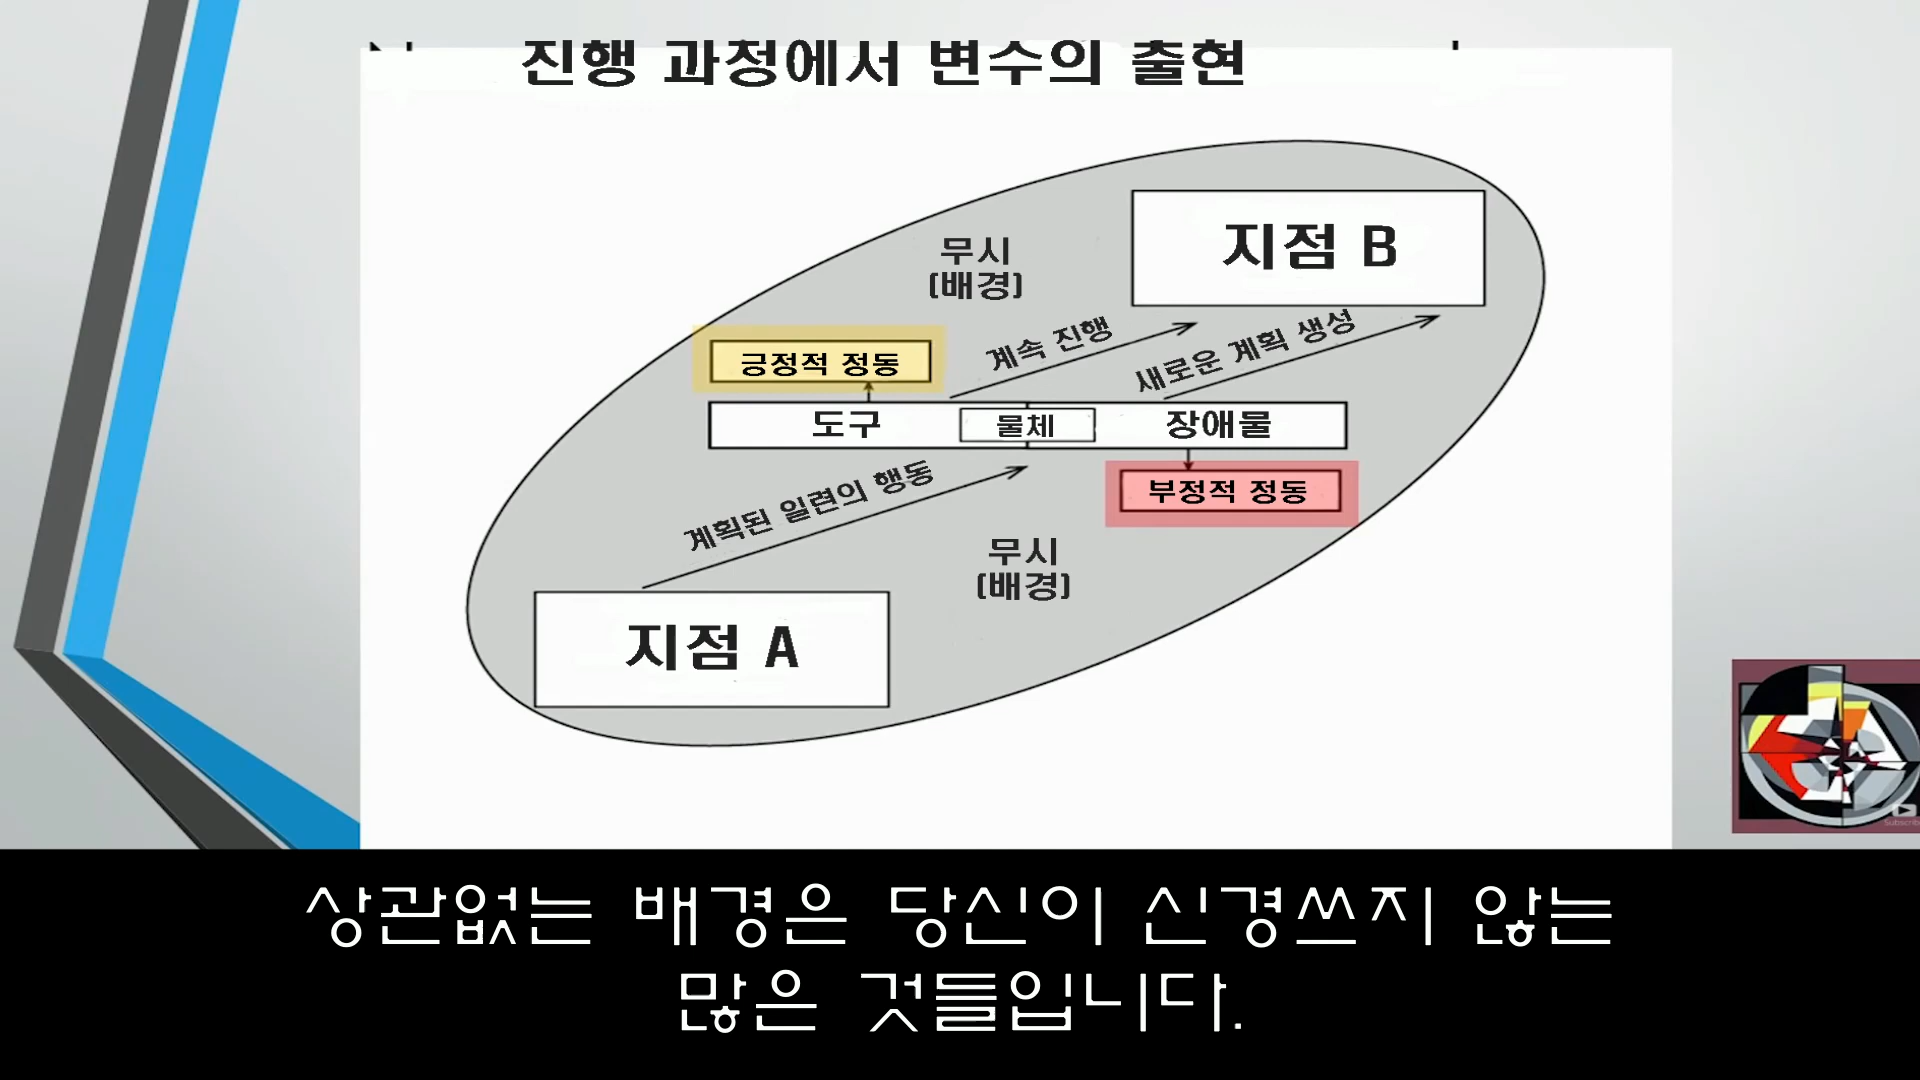 진행 과정에서 변수의 출현
무시
(배경)
지점 B
긍정적 정동
계속 진행
새로운 계획 생성
도구
물체
장애물
계획된 일련의 행동
부정적 정동
무시
(배경)
지점 A
상관없는 배경은 당신이 신경쓰지 않는
많은 것들입니다.